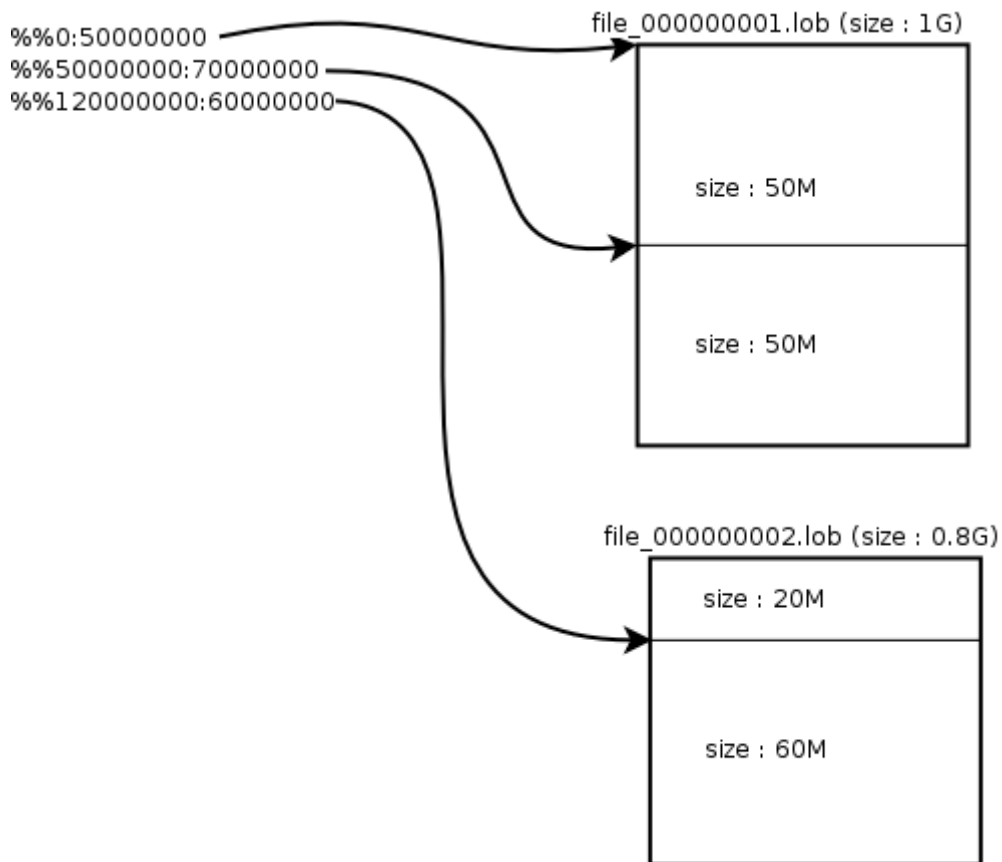 %%0:50000000
%%50000000:70000000
%%120000000:60000000
file_000000001.lob (size : 1G)
size : 50M
size : 50M
file_000000002.lob (size : 0.8G)
size : 20M
size : 60M